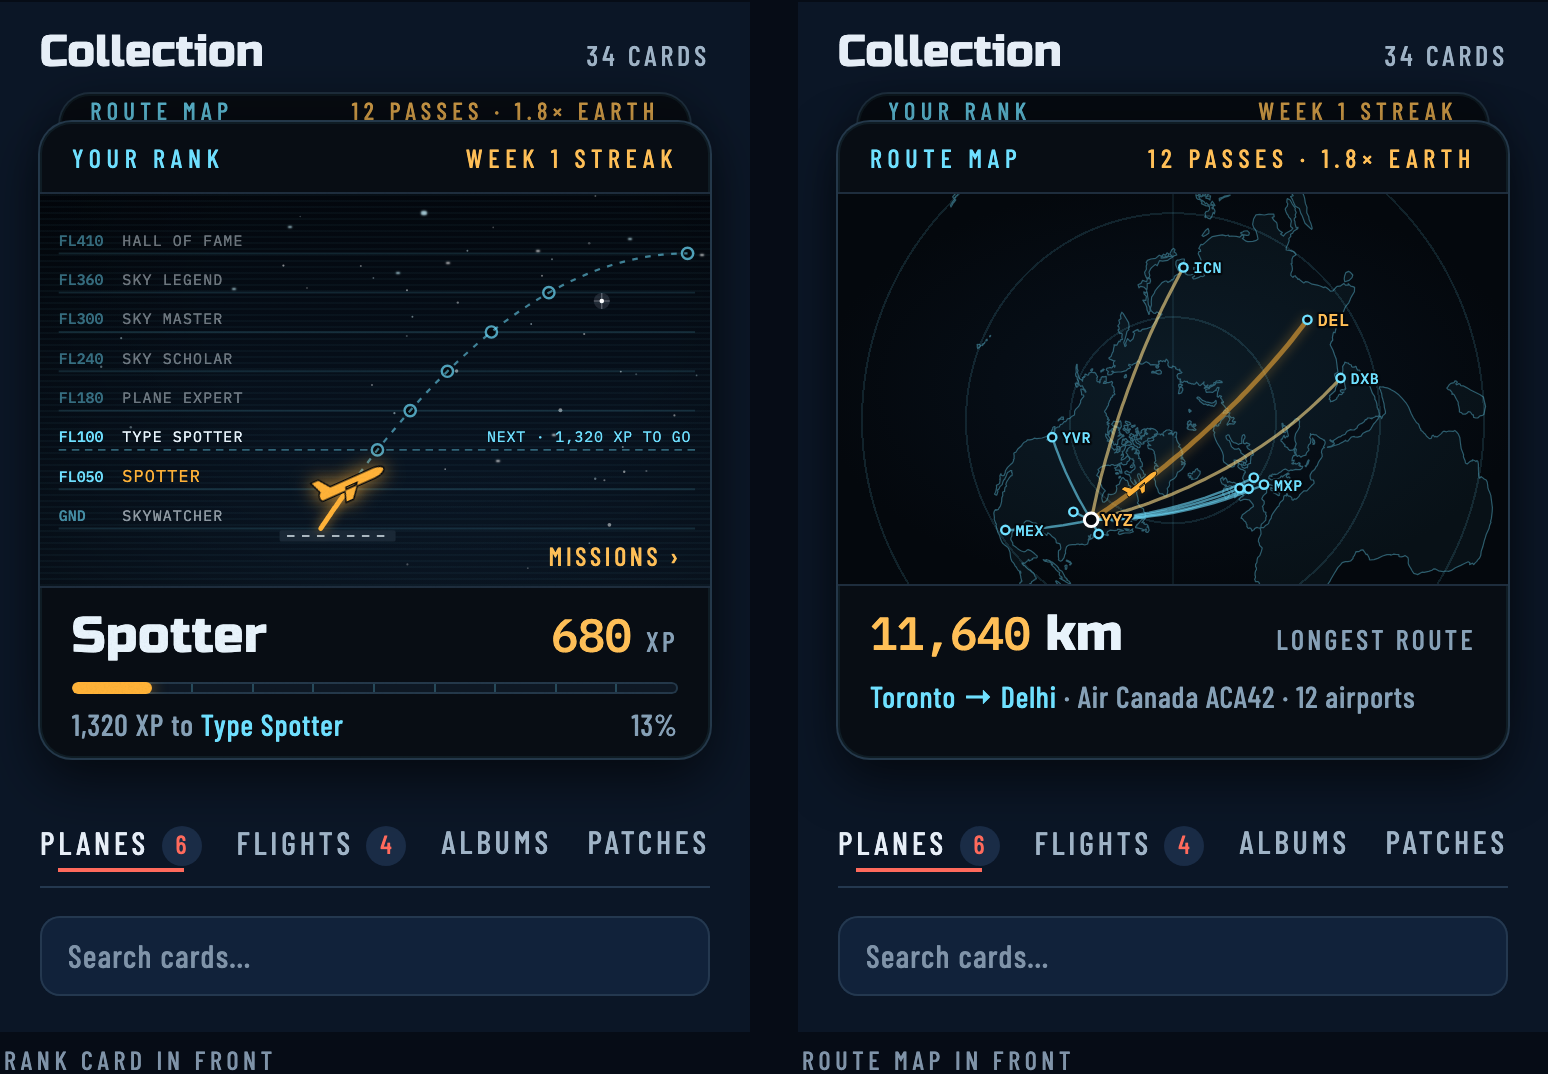 Collection
34 CARDS
ROUTE MAP
12 PASSES · 1.8× EARTH
YOUR RANK
WEEK 1 STREAK
FL410 HALL OF FAME
FL360 SKY LEGEND
FL300 SKY MASTER
FL240 SKY SCHOLAR
FL180 PLANE EXPERT
FL100 TYPE SPOTTER
NEXT · 1,320 XP TO GO
FL050 SPOTTER
GND SKYWATCHER
MISSIONS ›
Spotter
680 XP
1,320 XP to Type Spotter
13%
PLANES 6
FLIGHTS 4
ALBUMS
PATCHES
Search cards...
RANK CARD IN FRONT
Collection
34 CARDS
YOUR RANK
WEEK 1 STREAK
ROUTE MAP
12 PASSES · 1.8× EARTH
ICN
DEL
DXB
YVR
MXP
YYZ
MEX
11,640 km
LONGEST ROUTE
Toronto → Delhi · Air Canada ACA42 · 12 airports
PLANES 6
FLIGHTS 4
ALBUMS
PATCHES
Search cards...
ROUTE MAP IN FRONT